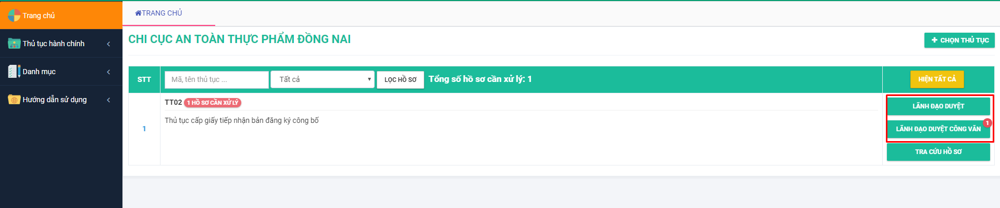 Trang chủ
Thủ tục hành chính
Danh mục
Hướng dẫn sử dụng
TRANG CHỦ
CHI CỤC AN TOÀN THỰC PHẨM ĐỒNG NAI
CHỌN THỦ TỤC
STT
Mã, tên thủ tục ...
Tất cả
LỌC HỒ SƠ
Tổng số hồ sơ cần xử lý: 1
HIỆN TẤT CẢ
1
TT02 1 HỒ SƠ CẦN XỬ LÝ
Thủ tục cấp giấy tiếp nhận bản đăng ký công bố
LÃNH ĐẠO DUYỆT
LÃNH ĐẠO DUYỆT CÔNG VĂN 1
TRA CỨU HỒ SƠ